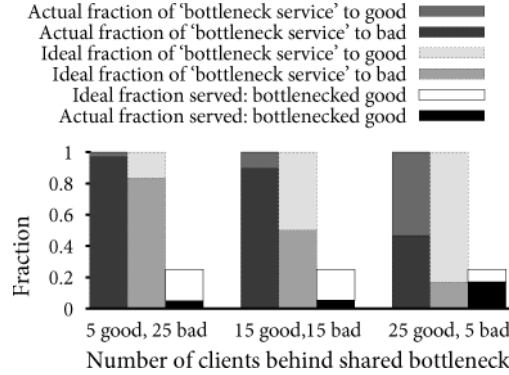 Actual fraction of 'bottleneck service' to good
Actual fraction of 'bottleneck service' to bad
Ideal fraction of 'bottleneck service' to good
Ideal fraction of 'bottleneck service' to bad
Ideal fraction served: bottlenecked good
Actual fraction served: bottlenecked good
1
0.8
0.6
0.4
0.2
0
Fraction
5 good, 25 bad 15 good,15 bad 25 good, 5 bad
Number of clients behind shared bottleneck